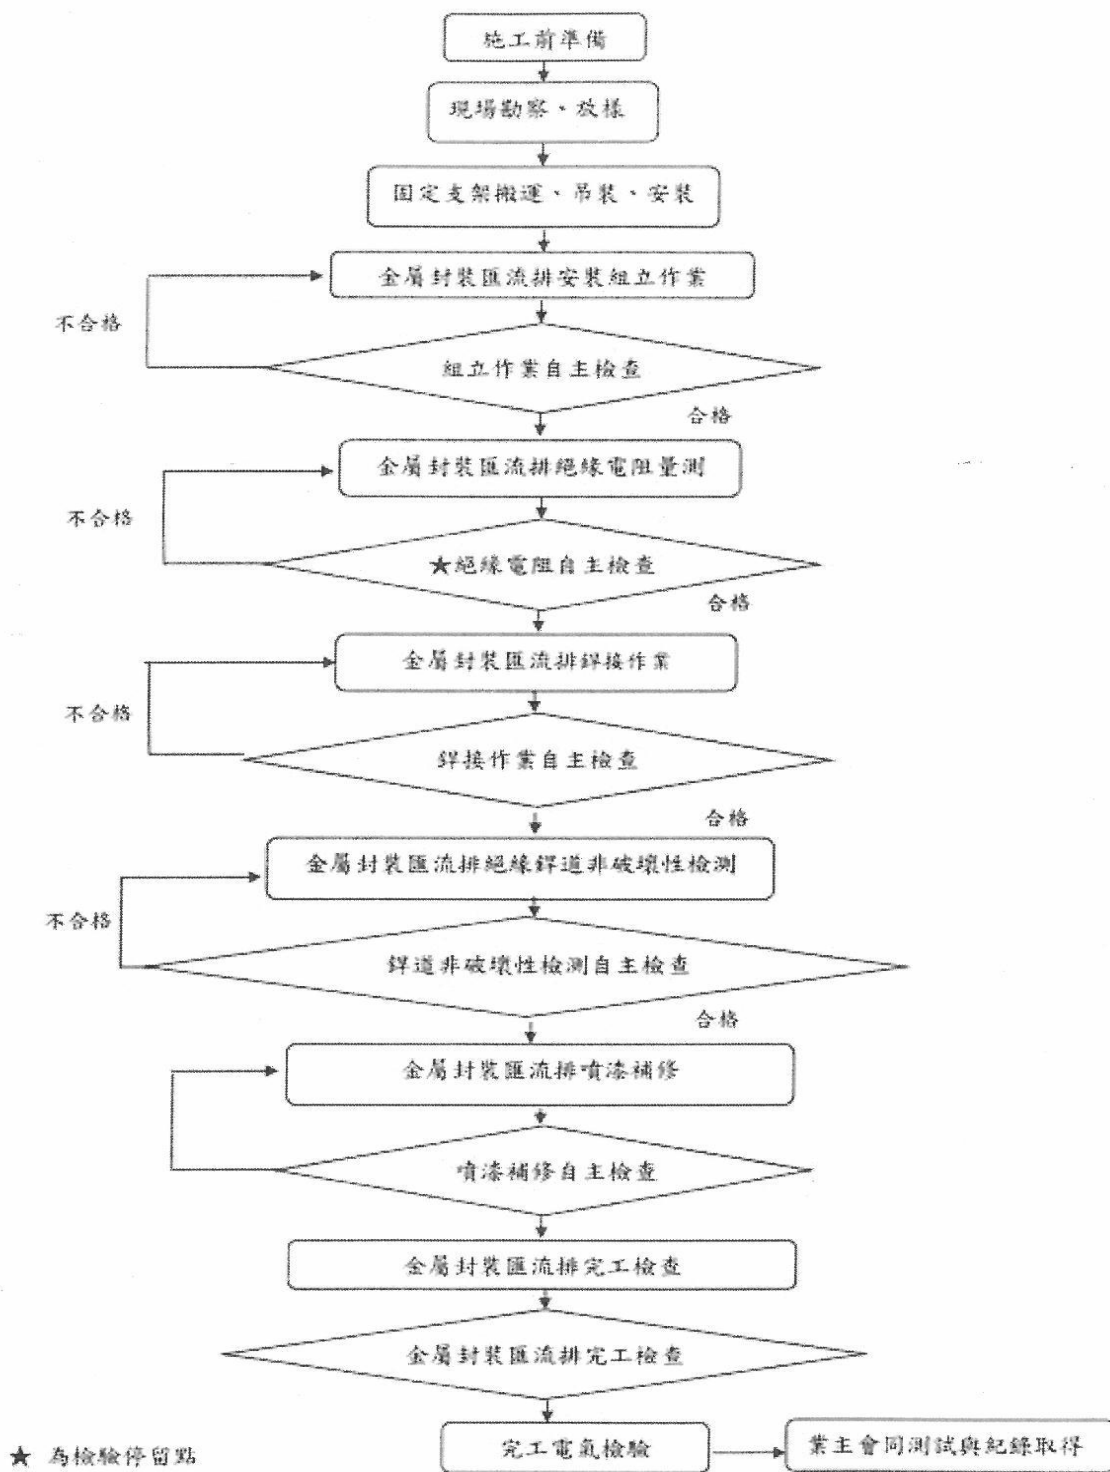 施工前準備
現場勘察、放樣
固定支架搬運、吊裝、安裝
金屬封裝匯流排安裝組立作業
不合格
組立作業自主檢查
合格
金屬封裝匯流排絕緣電阻量測
不合格
★絕緣電阻自主檢查
合格
金屬封裝匯流排銲接作業
不合格
銲接作業自主檢查
合格
金屬封裝匯流排絕緣銲道非破壞性檢測
不合格
銲道非破壞性檢測自主檢查
合格
金屬封裝匯流排噴漆補修
噴漆補修自主檢查
金屬封裝匯流排完工檢查
金屬封裝匯流排完工檢查
完工電氣檢驗
業主會同測試與紀錄取得
★ 為檢驗停留點